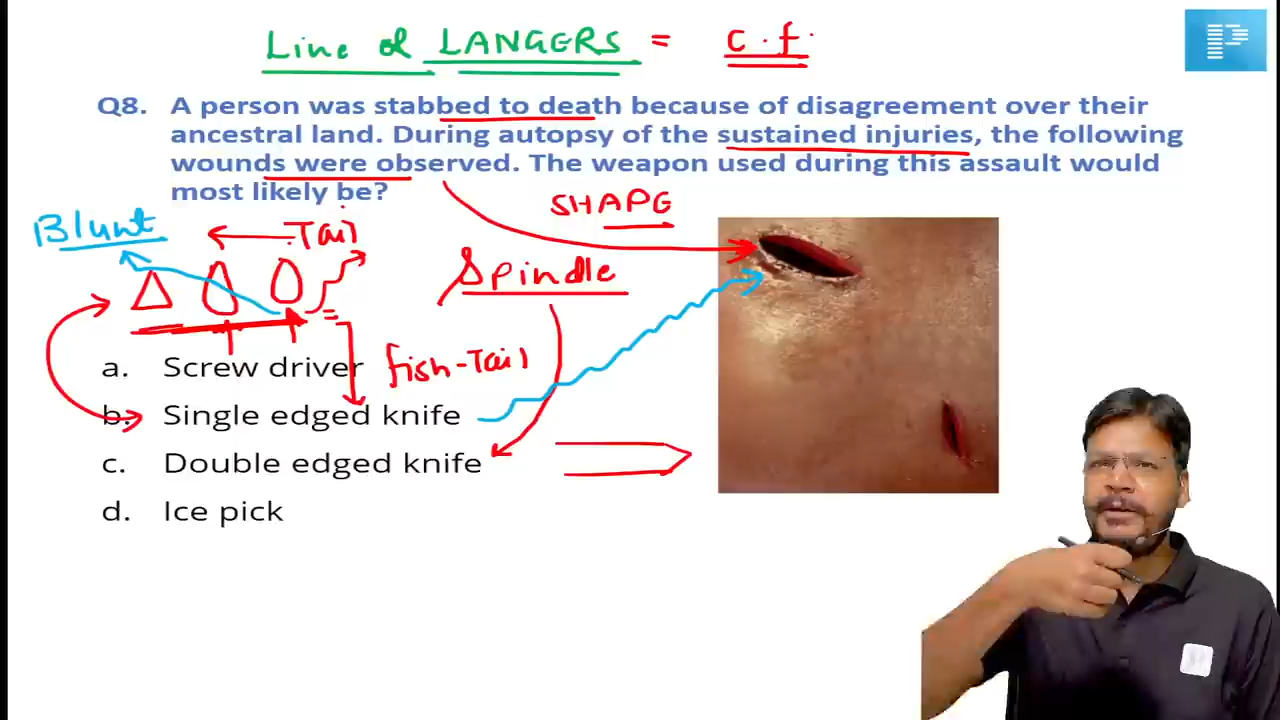 Line of LANGERS = C.f.
Q8. A person was stabbed to death because of disagreement over their
ancestral land. During autopsy of the sustained injuries, the following
wounds were observed. The weapon used during this assault would
most likely be?
SHAPE
Blunt
Tail
Spindle
a. Screw driver
fish-Tail
b. Single edged knife
c. Double edged knife
d. Ice pick